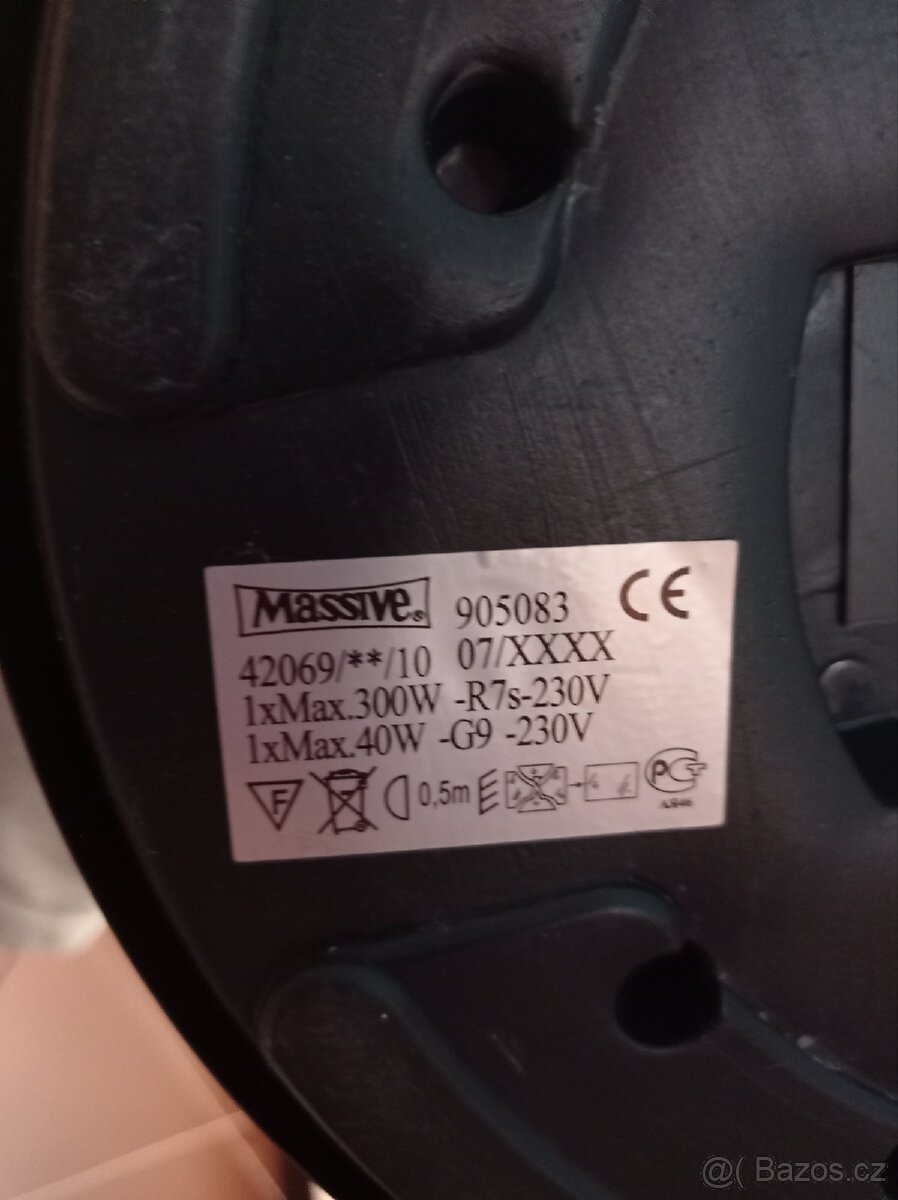 Massive® 905083 CE
42069/**/10 07/XXXX
1xMax.300W -R7s-230V
1xMax.40W -G9 -230V
F 0,5m PCT
@( Bazos.cz